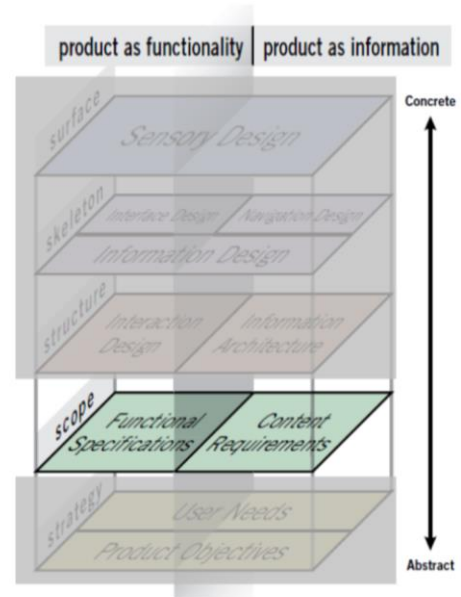 product as functionality product as information
Concrete
surface
Sensory Design
skeleton
Interface Design Navigation Design
Information Design
structure
Interaction Design
Information Architecture
scope
Functional Specifications
Content Requirements
strategy
User Needs
Product Objectives
Abstract